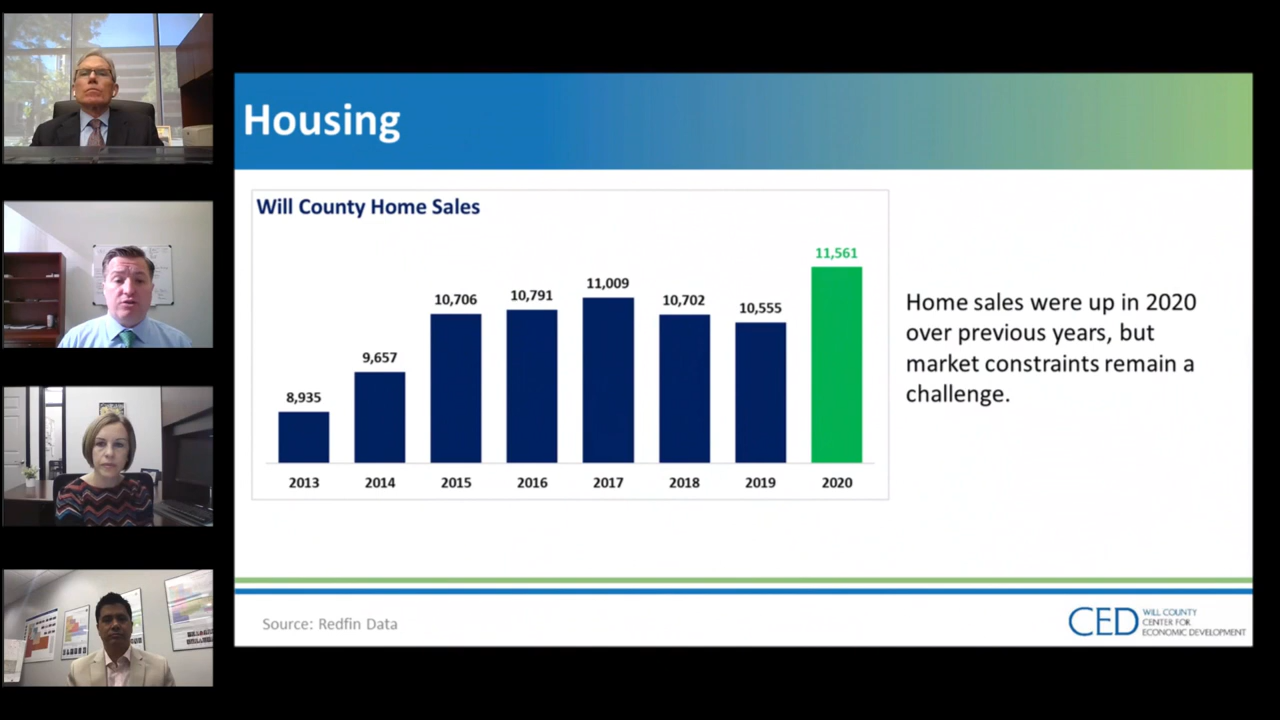 Housing
Will County Home Sales
11,561
11,009
10,706
10,791
10,702
10,555
9,657
8,935
2013
2014
2015
2016
2017
2018
2019
2020
Home sales were up in 2020
over previous years, but
market constraints remain a
challenge.
Source: Redfin Data
CED
WILL COUNTY
CENTER FOR
ECONOMIC DEVELOPMENT